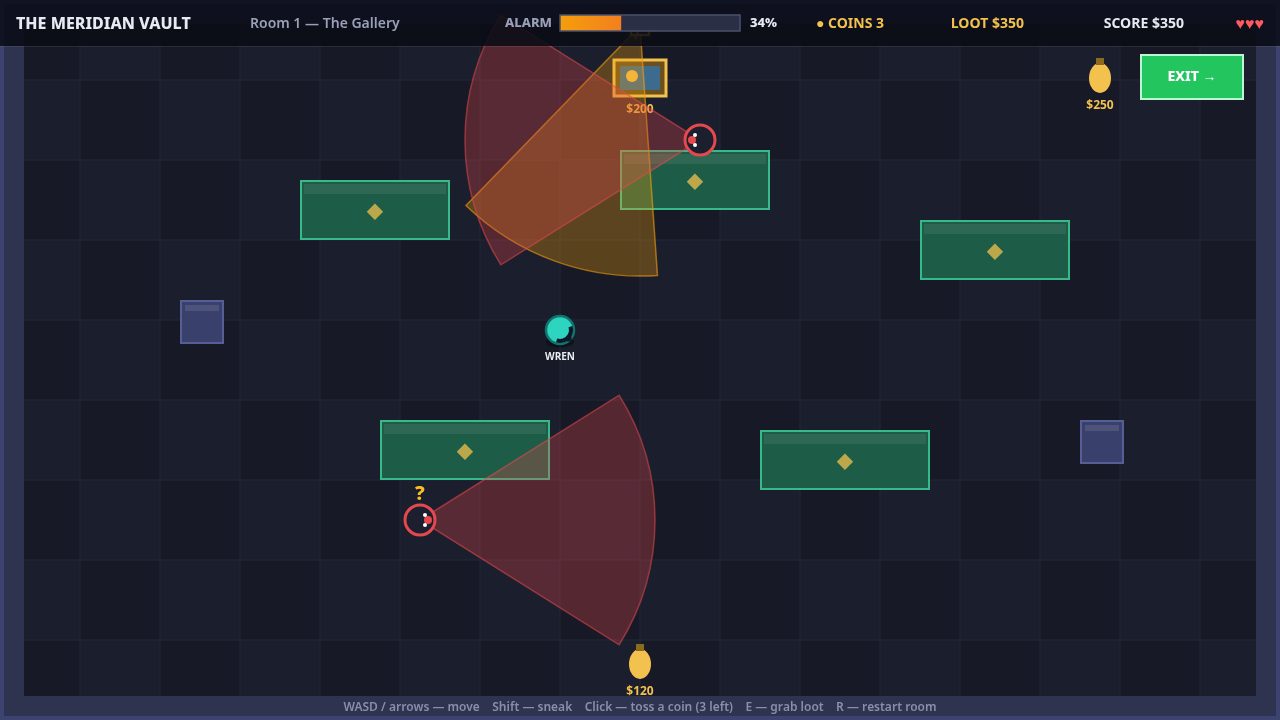 THE MERIDIAN VAULT
Room 1 — The Gallery
ALARM
34%
● COINS 3
LOOT $350
SCORE $350
♥♥♥
EXIT →
$200
$250
WREN
?
$120
WASD / arrows — move Shift — sneak Click — toss a coin (3 left) E — grab loot R — restart room